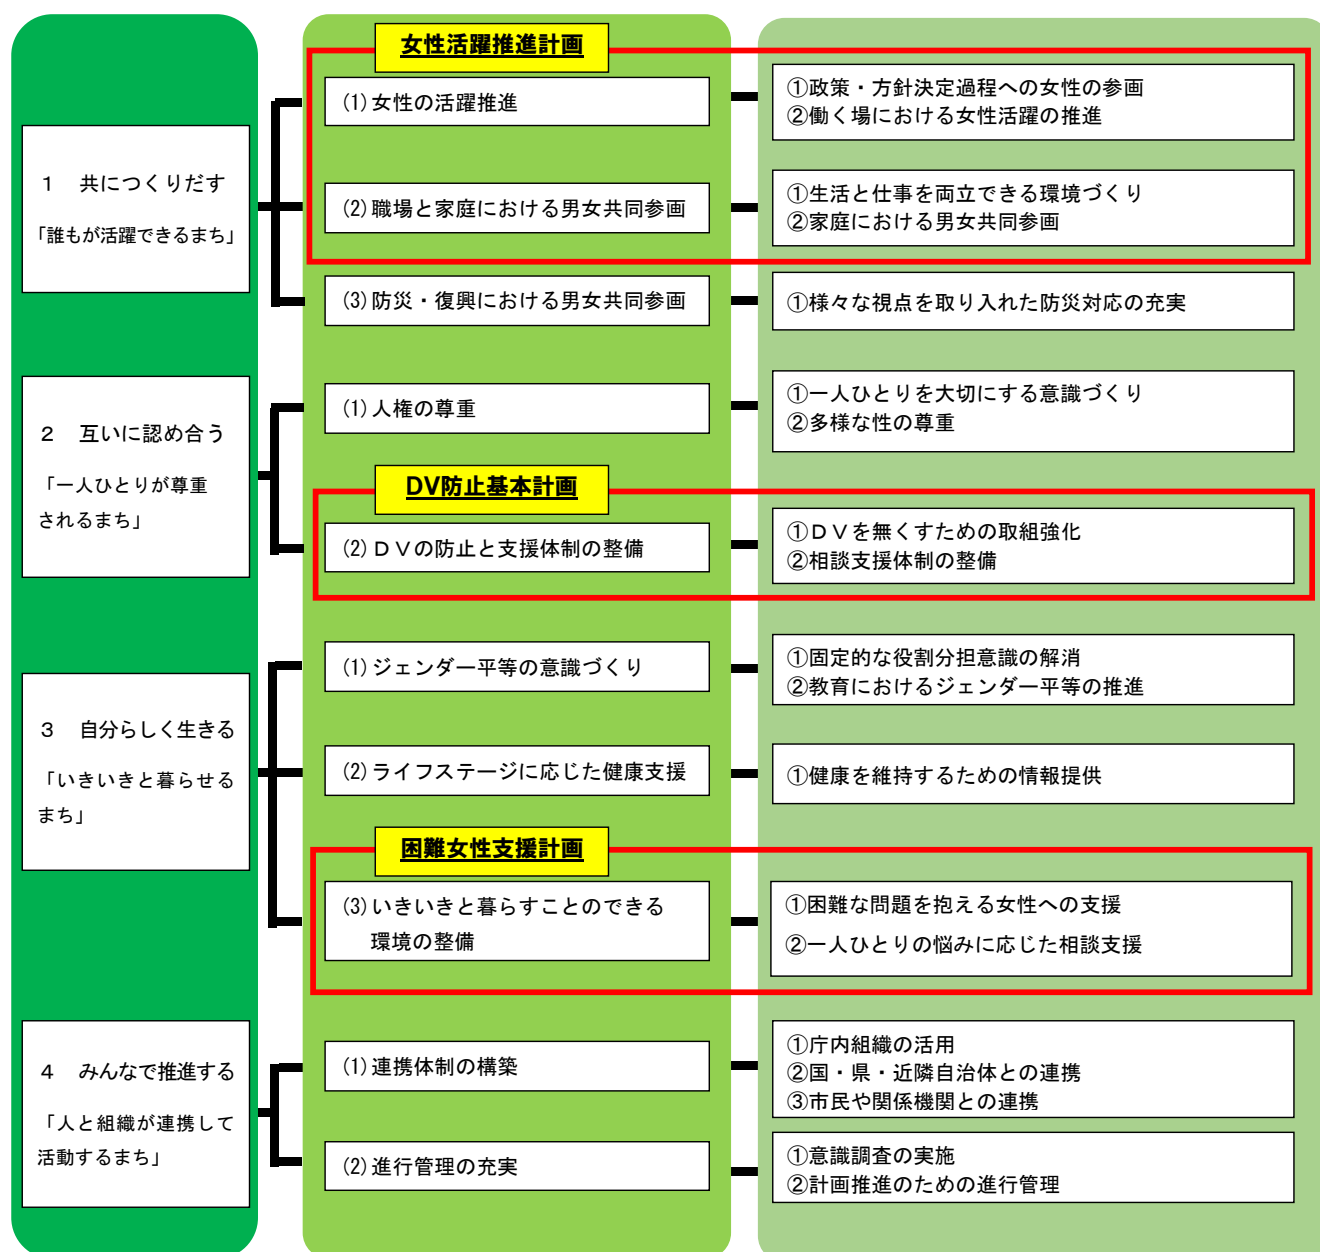 女性活躍推進計画
1 共につくりだす
「誰もが活躍できるまち」
(1)女性の活躍推進
①政策・方針決定過程への女性の参画
②働く場における女性活躍の推進
(2)職場と家庭における男女共同参画
①生活と仕事を両立できる環境づくり
②家庭における男女共同参画
(3)防災・復興における男女共同参画
①様々な視点を取り入れた防災対応の充実
2 互いに認め合う
「一人ひとりが尊重
されるまち」
(1)人権の尊重
①一人ひとりを大切にする意識づくり
②多様な性の尊重
DV防止基本計画
(2)ＤＶの防止と支援体制の整備
①ＤＶを無くすための取組強化
②相談支援体制の整備
3 自分らしく生きる
「いきいきと暮らせる
まち」
(1)ジェンダー平等の意識づくり
①固定的な役割分担意識の解消
②教育におけるジェンダー平等の推進
(2)ライフステージに応じた健康支援
①健康を維持するための情報提供
困難女性支援計画
(3)いきいきと暮らすことのできる
環境の整備
①困難な問題を抱える女性への支援
②一人ひとりの悩みに応じた相談支援
4 みんなで推進する
「人と組織が連携して
活動するまち」
(1)連携体制の構築
①庁内組織の活用
②国・県・近隣自治体との連携
③市民や関係機関との連携
(2)進行管理の充実
①意識調査の実施
②計画推進のための進行管理